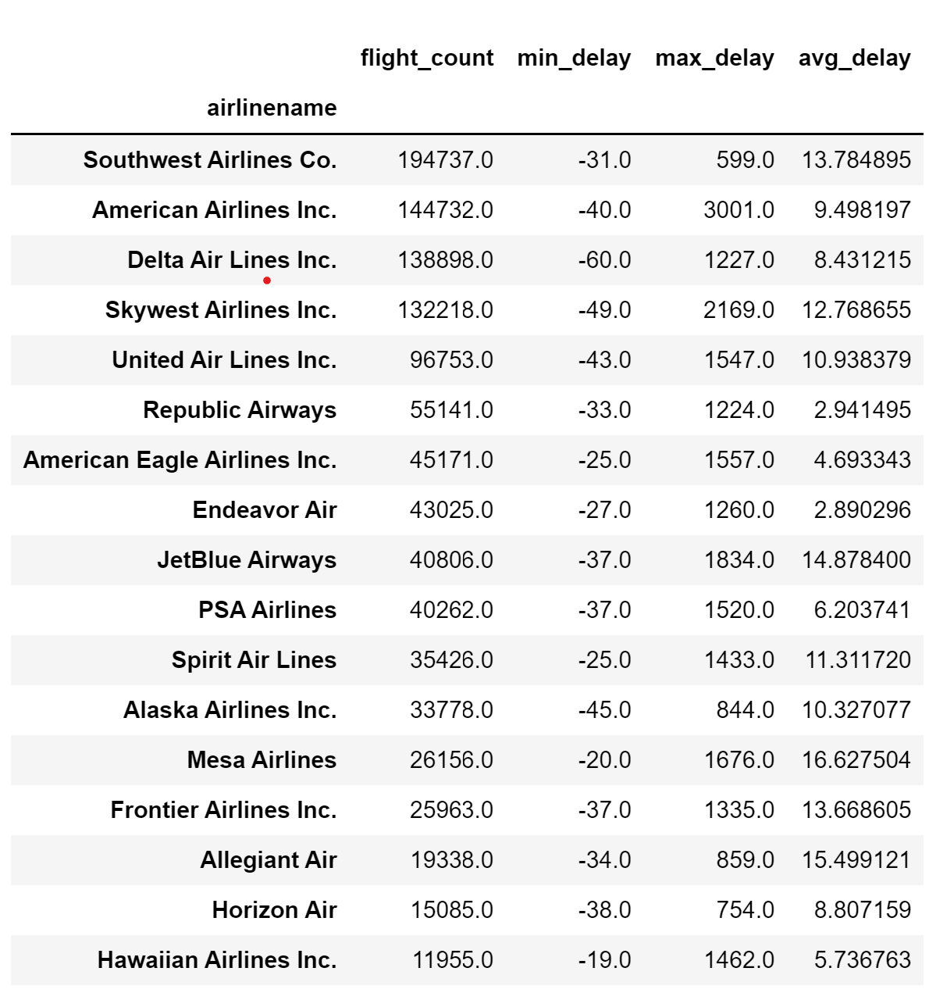 flight_count min_delay max_delay avg_delay
airlinename
Southwest Airlines Co. 194737.0 -31.0 599.0 13.784895
American Airlines Inc. 144732.0 -40.0 3001.0 9.498197
Delta Air Lines Inc. 138898.0 -60.0 1227.0 8.431215
Skywest Airlines Inc. 132218.0 -49.0 2169.0 12.768655
United Air Lines Inc. 96753.0 -43.0 1547.0 10.938379
Republic Airways 55141.0 -33.0 1224.0 2.941495
American Eagle Airlines Inc. 45171.0 -25.0 1557.0 4.693343
Endeavor Air 43025.0 -27.0 1260.0 2.890296
JetBlue Airways 40806.0 -37.0 1834.0 14.878400
PSA Airlines 40262.0 -37.0 1520.0 6.203741
Spirit Air Lines 35426.0 -25.0 1433.0 11.311720
Alaska Airlines Inc. 33778.0 -45.0 844.0 10.327077
Mesa Airlines 26156.0 -20.0 1676.0 16.627504
Frontier Airlines Inc. 25963.0 -37.0 1335.0 13.668605
Allegiant Air 19338.0 -34.0 859.0 15.499121
Horizon Air 15085.0 -38.0 754.0 8.807159
Hawaiian Airlines Inc. 11955.0 -19.0 1462.0 5.736763